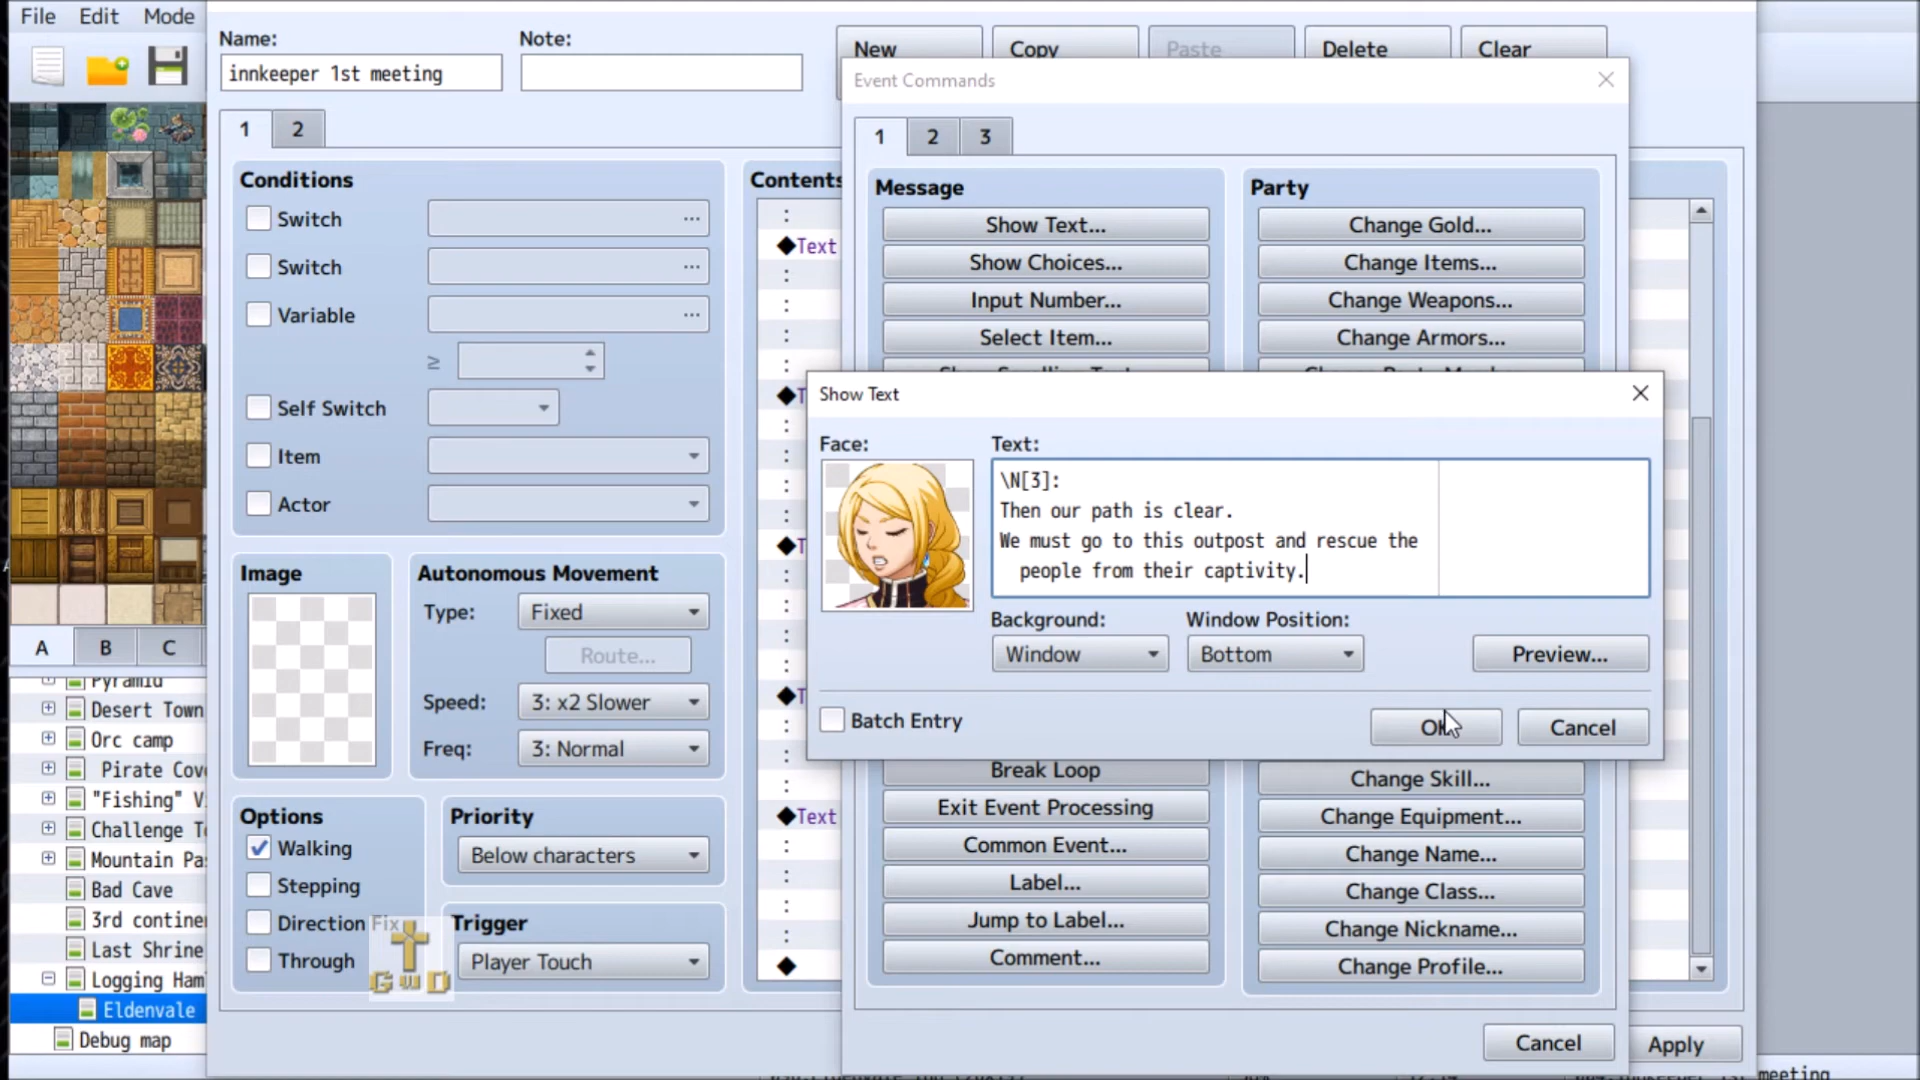 File Edit Mode
Name:
Note:
innkeeper 1st meeting
New
Copy
Paste
Delete
Clear
1
2
Conditions
Switch
...
Switch
...
Variable
...
≥
Self Switch
Item
Actor
Image
Autonomous Movement
Type:
Fixed
Route...
Speed:
3: x2 Slower
Freq:
3: Normal
Options
Walking
Stepping
Direction Fix
Through
Priority
Below characters
Trigger
Player Touch
GWD
Contents
:
◆Text
:
:
:
:
◆T
:
:
:
:
◆T
:
:
:
:
◆T
:
:
:
◆Text
:
:
:
:
◆
Event Commands
1
2
3
Message
Show Text...
Show Choices...
Input Number...
Select Item...
Party
Change Gold...
Change Items...
Change Weapons...
Change Armors...
Show Text
Face:
Text:
\N[3]:
Then our path is clear.
We must go to this outpost and rescue the
people from their captivity.
Background:
Window
Window Position:
Bottom
Preview...
Batch Entry
OK
Cancel
Break Loop
Exit Event Processing
Common Event...
Label...
Jump to Label...
Comment...
Change Skill...
Change Equipment...
Change Name...
Change Class...
Change Nickname...
Change Profile...
Cancel
Apply
A
B
C
Pyramid
Desert Town
Orc camp
Pirate Cov
"Fishing" V
Challenge T
Mountain Pa
Bad Cave
3rd contine
Last Shrine
Logging Ham
Eldenvale
Debug map
meeting